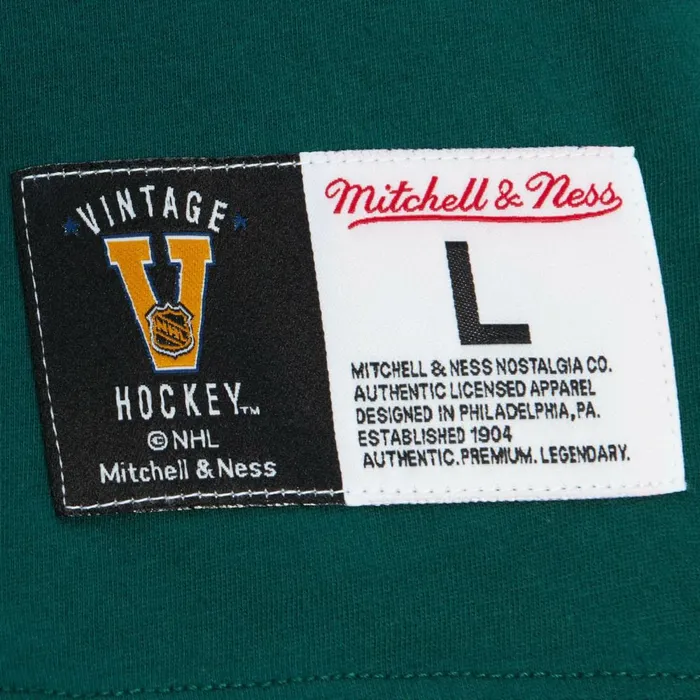 VINTAGE
V
NHL
HOCKEY™
© NHL
Mitchell & Ness
Mitchell & Ness
L
MITCHELL & NESS NOSTALGIA CO.
AUTHENTIC LICENSED APPAREL
DESIGNED IN PHILADELPHIA, PA.
ESTABLISHED 1904
AUTHENTIC. PREMIUM. LEGENDARY.